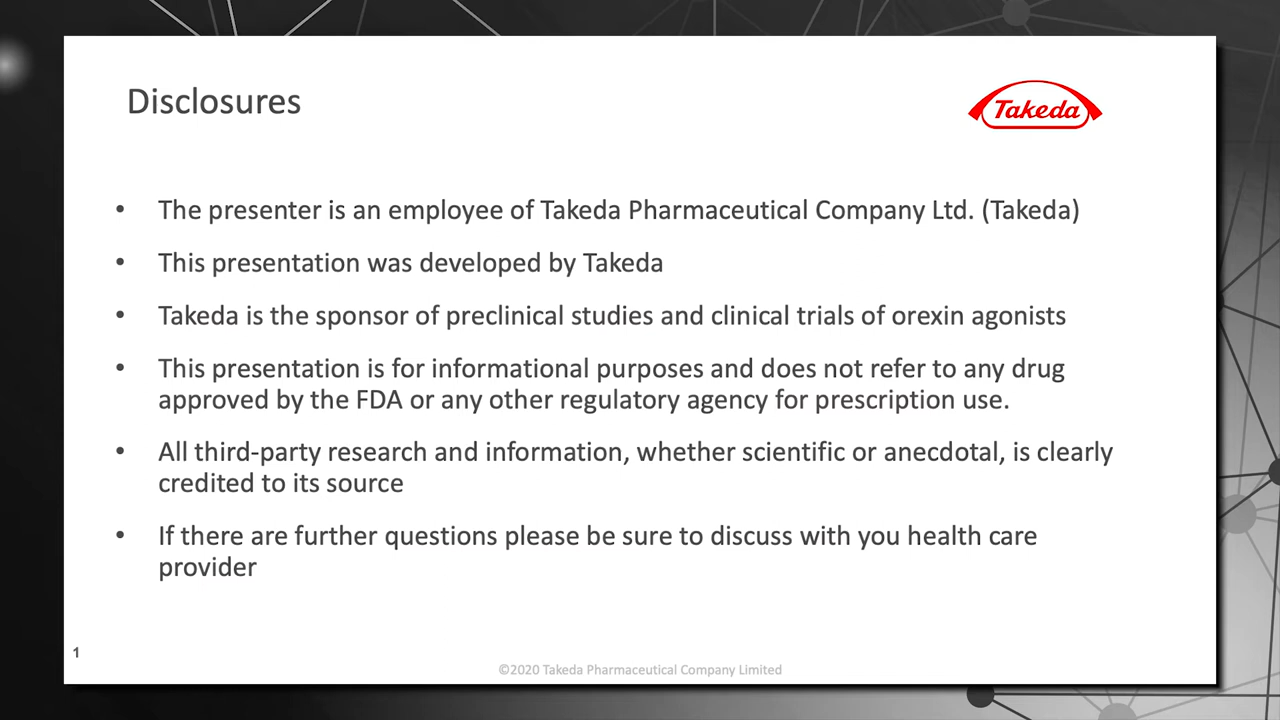 Disclosures
Takeda
• The presenter is an employee of Takeda Pharmaceutical Company Ltd. (Takeda)
• This presentation was developed by Takeda
• Takeda is the sponsor of preclinical studies and clinical trials of orexin agonists
• This presentation is for informational purposes and does not refer to any drug
approved by the FDA or any other regulatory agency for prescription use.
• All third-party research and information, whether scientific or anecdotal, is clearly
credited to its source
• If there are further questions please be sure to discuss with you health care
provider
1
©2020 Takeda Pharmaceutical Company Limited